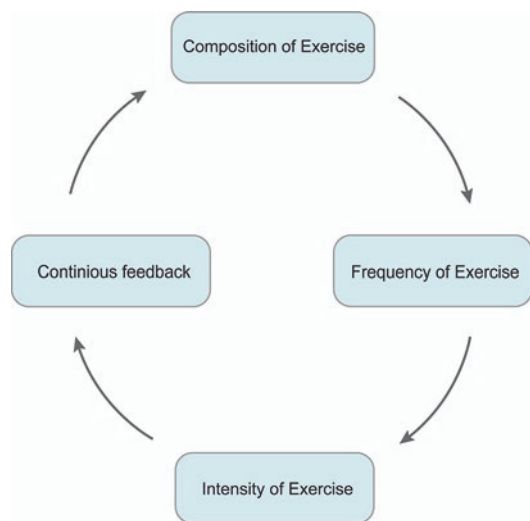 Composition of Exercise
Continious feedback
Frequency of Exercise
Intensity of Exercise